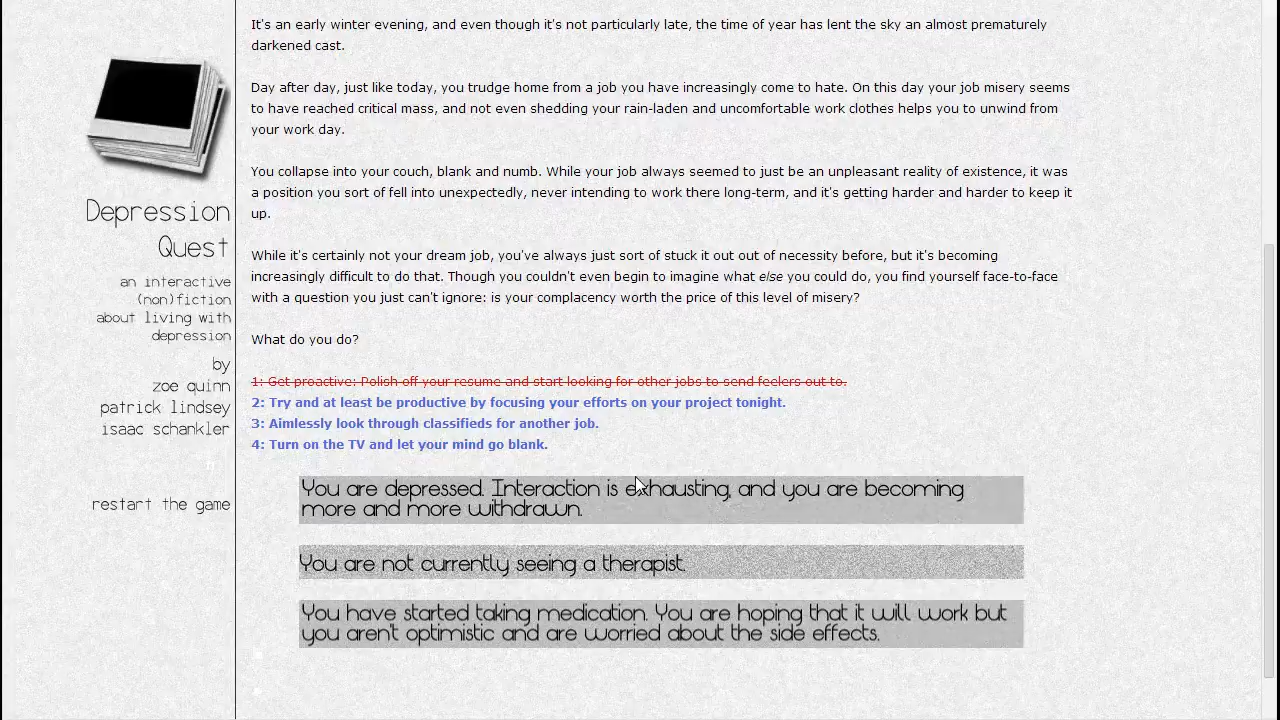 It's an early winter evening, and even though it's not particularly late, the time of year has lent the sky an almost prematurely
darkened cast.
Day after day, just like today, you trudge home from a job you have increasingly come to hate. On this day your job misery seems
to have reached critical mass, and not even shedding your rain-laden and uncomfortable work clothes helps you to unwind from
your work day.
You collapse into your couch, blank and numb. While your job always seemed to just be an unpleasant reality of existence, it was
a position you sort of fell into unexpectedly, never intending to work there long-term, and it's getting harder and harder to keep it
up.
While it's certainly not your dream job, you've always just sort of stuck it out out of necessity before, but it's becoming
increasingly difficult to do that. Though you couldn't even begin to imagine what else you could do, you find yourself face-to-face
with a question you just can't ignore: is your complacency worth the price of this level of misery?
What do you do?
1: Get proactive: Polish off your resume and start looking for other jobs to send feelers out to.
2: Try and at least be productive by focusing your efforts on your project tonight.
3: Aimlessly look through classifieds for another job.
4: Turn on the TV and let your mind go blank.
You are depressed. Interaction is exhausting, and you are becoming
more and more withdrawn.
You are not currently seeing a therapist.
You have started taking medication. You are hoping that it will work but
you aren't optimistic and are worried about the side effects.
Depression
Quest
an interactive
(non)fiction
about living with
depression
by
zoe quinn
patrick lindsey
isaac schankler
restart the game